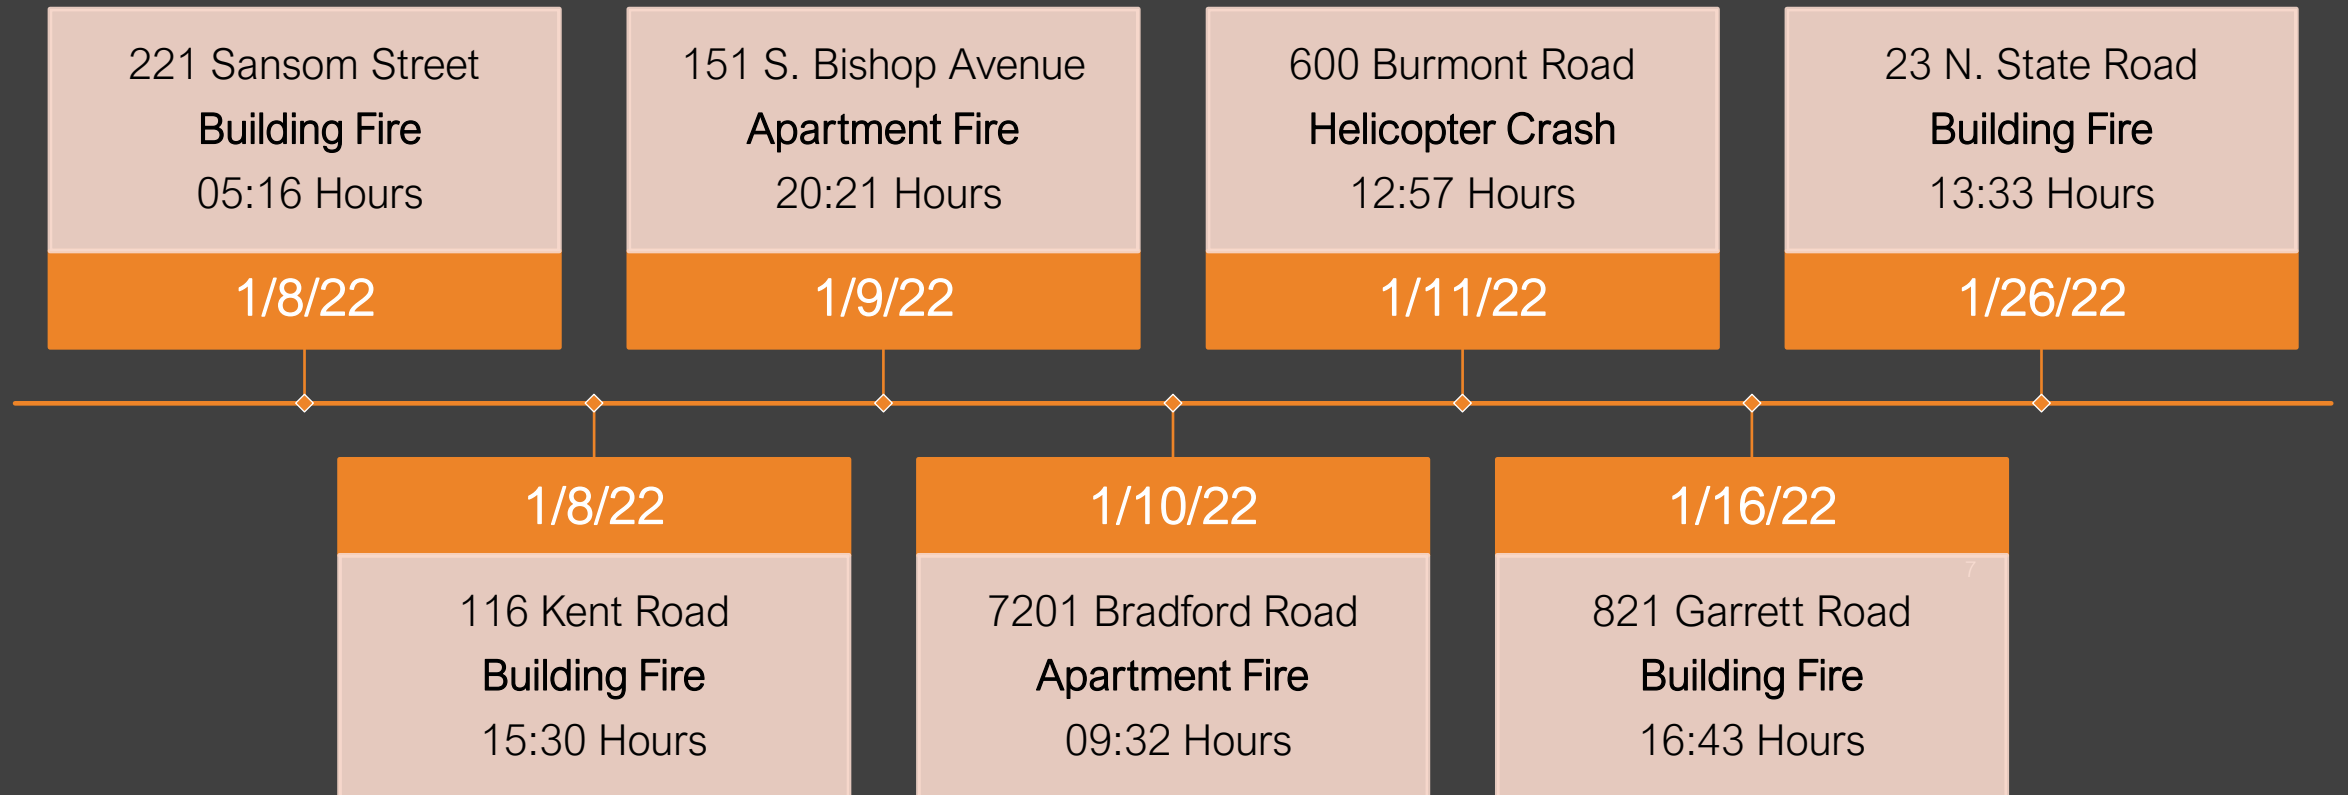 221 Sansom Street
Building Fire
05:16 Hours
1/8/22
151 S. Bishop Avenue
Apartment Fire
20:21 Hours
1/9/22
600 Burmont Road
Helicopter Crash
12:57 Hours
1/11/22
23 N. State Road
Building Fire
13:33 Hours
1/26/22
1/8/22
116 Kent Road
Building Fire
15:30 Hours
1/10/22
7201 Bradford Road
Apartment Fire
09:32 Hours
1/16/22
7
821 Garrett Road
Building Fire
16:43 Hours